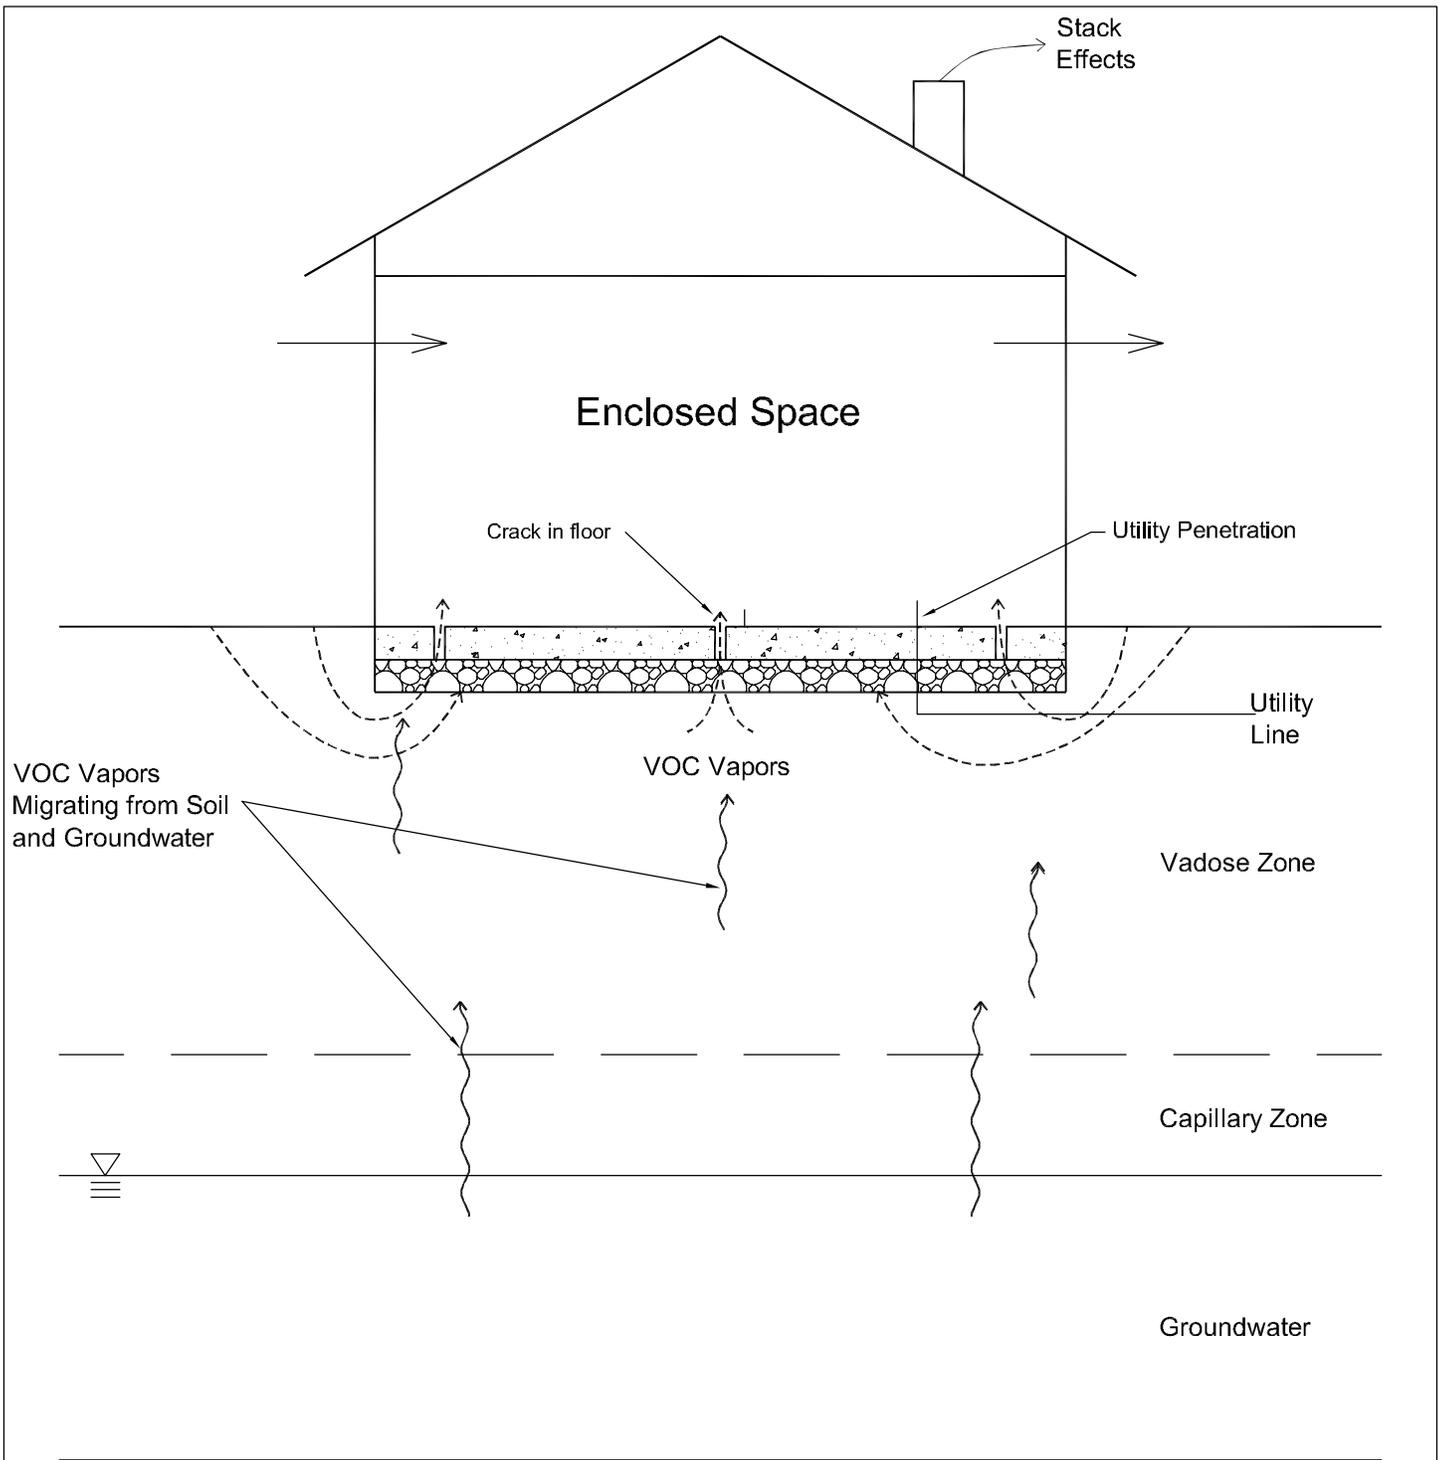 Stack
Effects
Enclosed Space
Crack in floor
Utility Penetration
Utility
Line
VOC Vapors
VOC Vapors
Migrating from Soil
and Groundwater
Vadose Zone
Capillary Zone
Groundwater